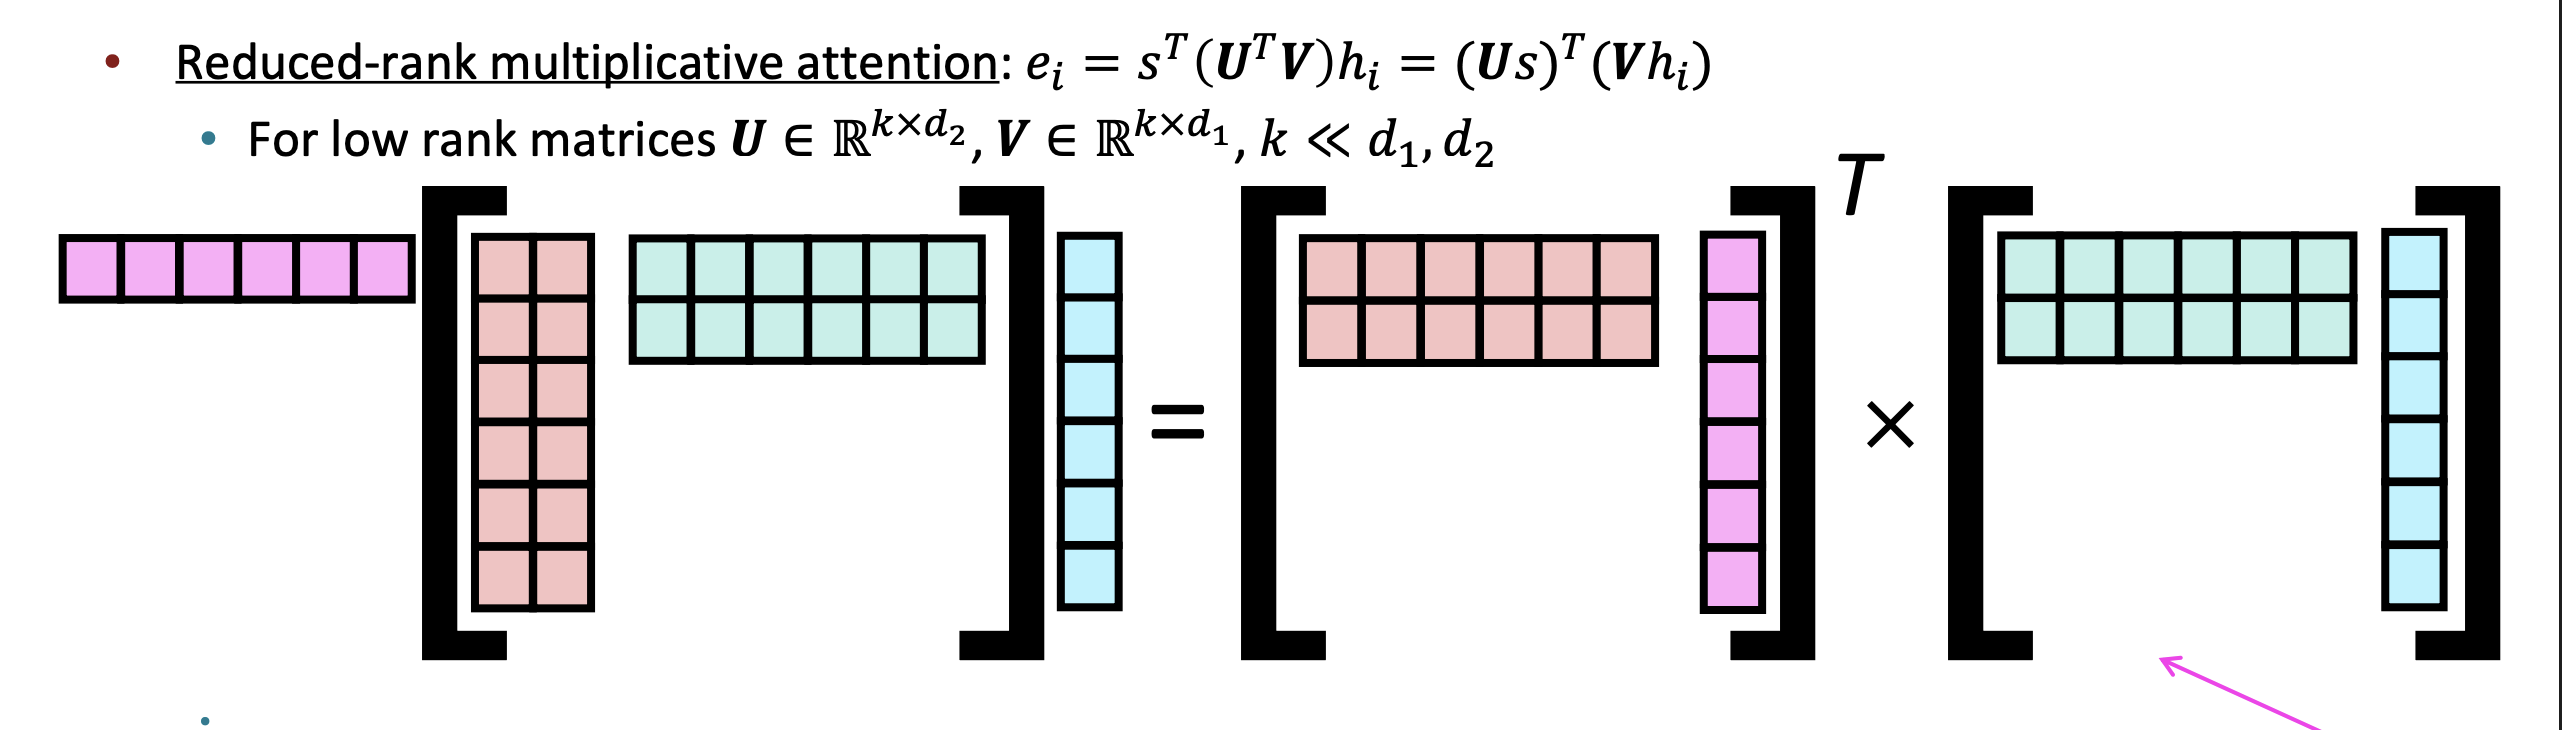 • Reduced-rank multiplicative attention: $e_i = s^T(\boldsymbol{U}^T\boldsymbol{V})h_i = (\boldsymbol{U}s)^T(\boldsymbol{V}h_i)$
• For low rank matrices $\boldsymbol{U} \in \mathbb{R}^{k \times d_2}, \boldsymbol{V} \in \mathbb{R}^{k \times d_1}, k \ll d_1, d_2$
T
= ×